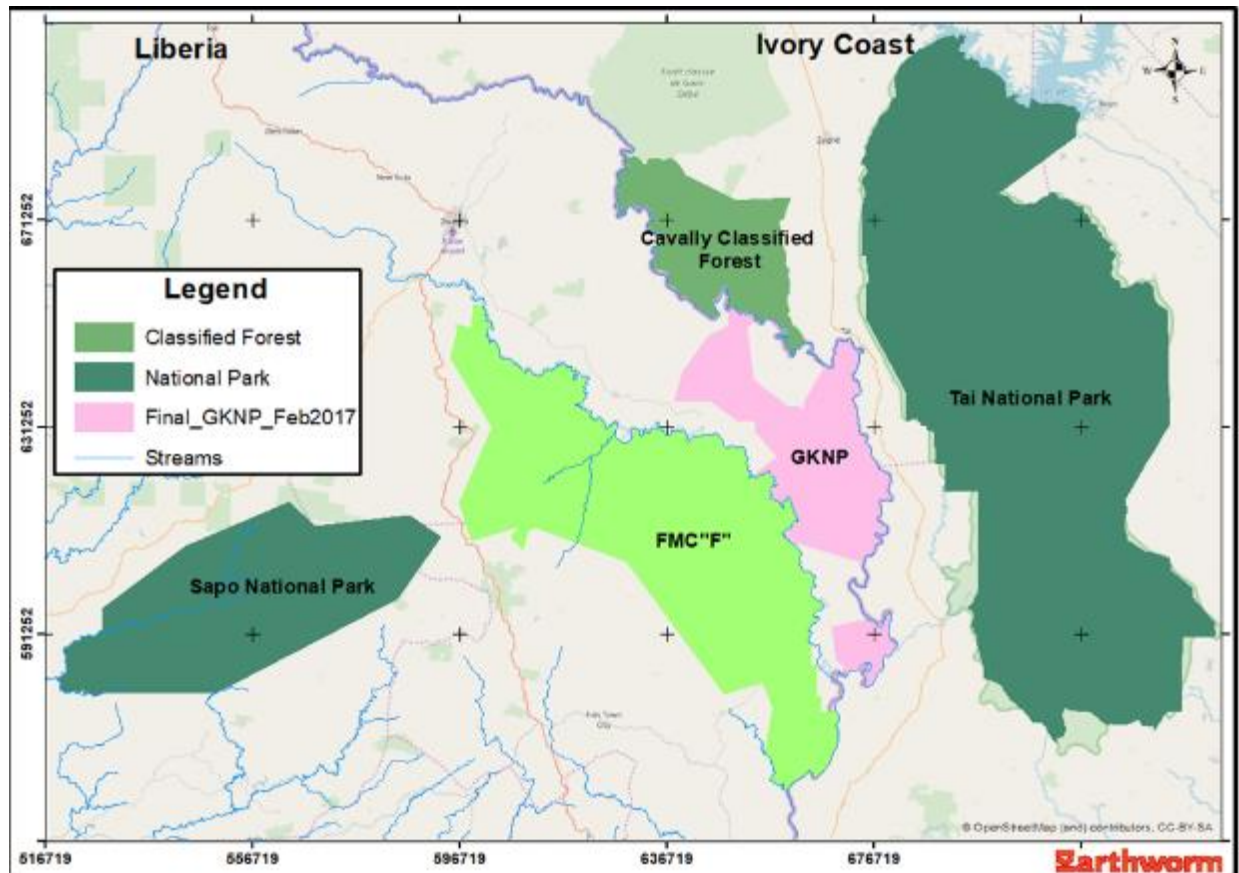 Liberia
Ivory Coast
N
W
E
S
Zagne
671252
Cavally Classified
Forest
Legend
Classified Forest
National Park
Final_GKNP_Feb2017
Streams
Tai National Park
631252
GKNP
FMC"F"
Sapo National Park
591252
© OpenStreetMap (and) contributors, CC-BY-SA
516719
556719
596719
636719
676719
Earthworm